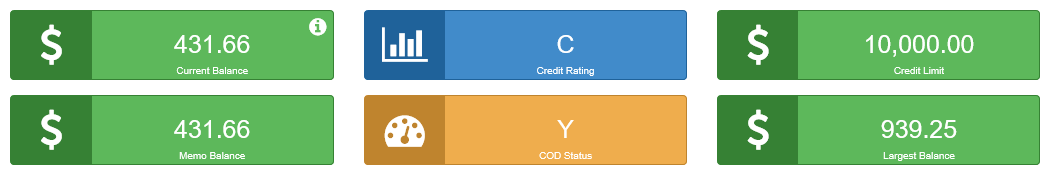 431.66
Current Balance
C
Credit Rating
10,000.00
Credit Limit
431.66
Memo Balance
Y
COD Status
939.25
Largest Balance